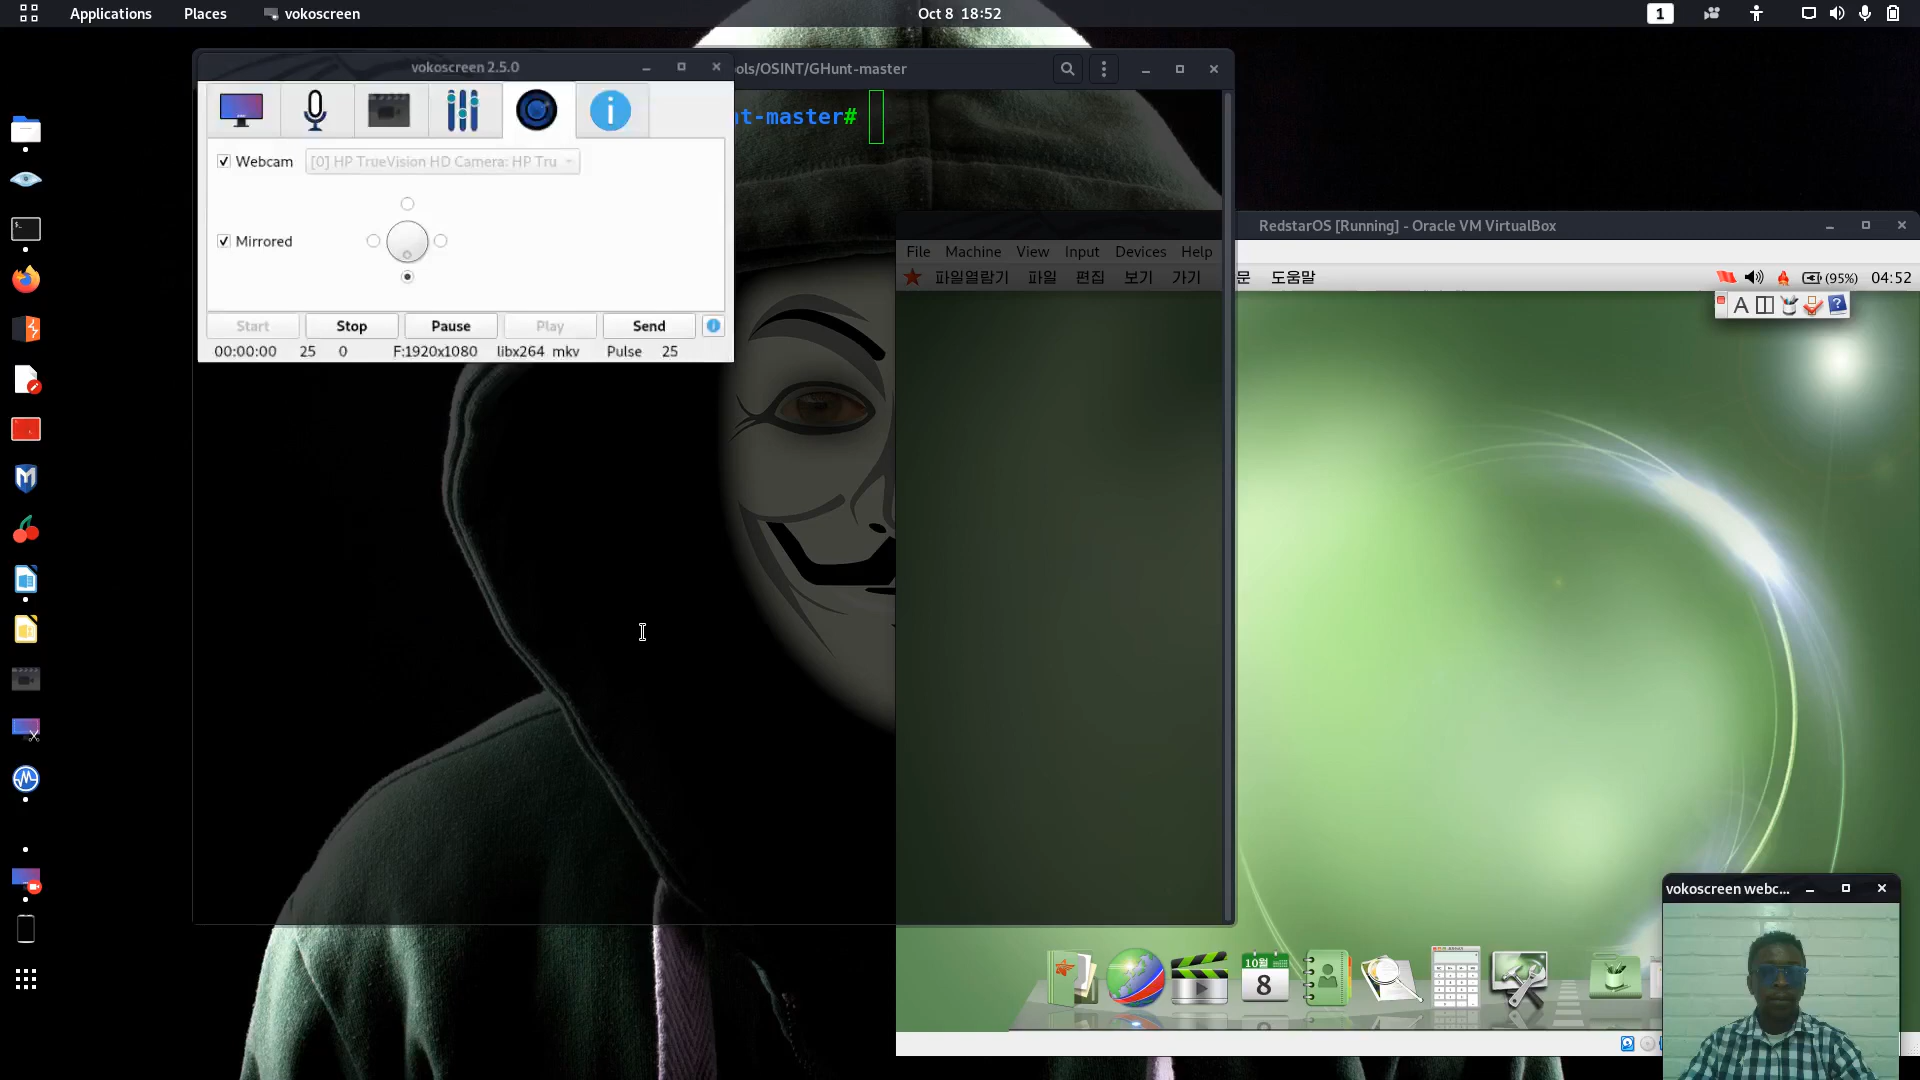 Applications Places vokoscreen Oct 8 18:52 1
vokoscreen 2.5.0
ols/OSINT/GHunt-master
nt-master#
Webcam [0] HP TrueVision HD Camera: HP Tru
Mirrored
Start Stop Pause Play Send
00:00:00 25 0 F:1920x1080 libx264 mkv Pulse 25
RedstarOS [Running] - Oracle VM VirtualBox
File Machine View Input Devices Help
파일열람기 파일 편집 보기 가기 문 도움말 (95%) 04:52
A ?
vokoscreen webc...
10월
8